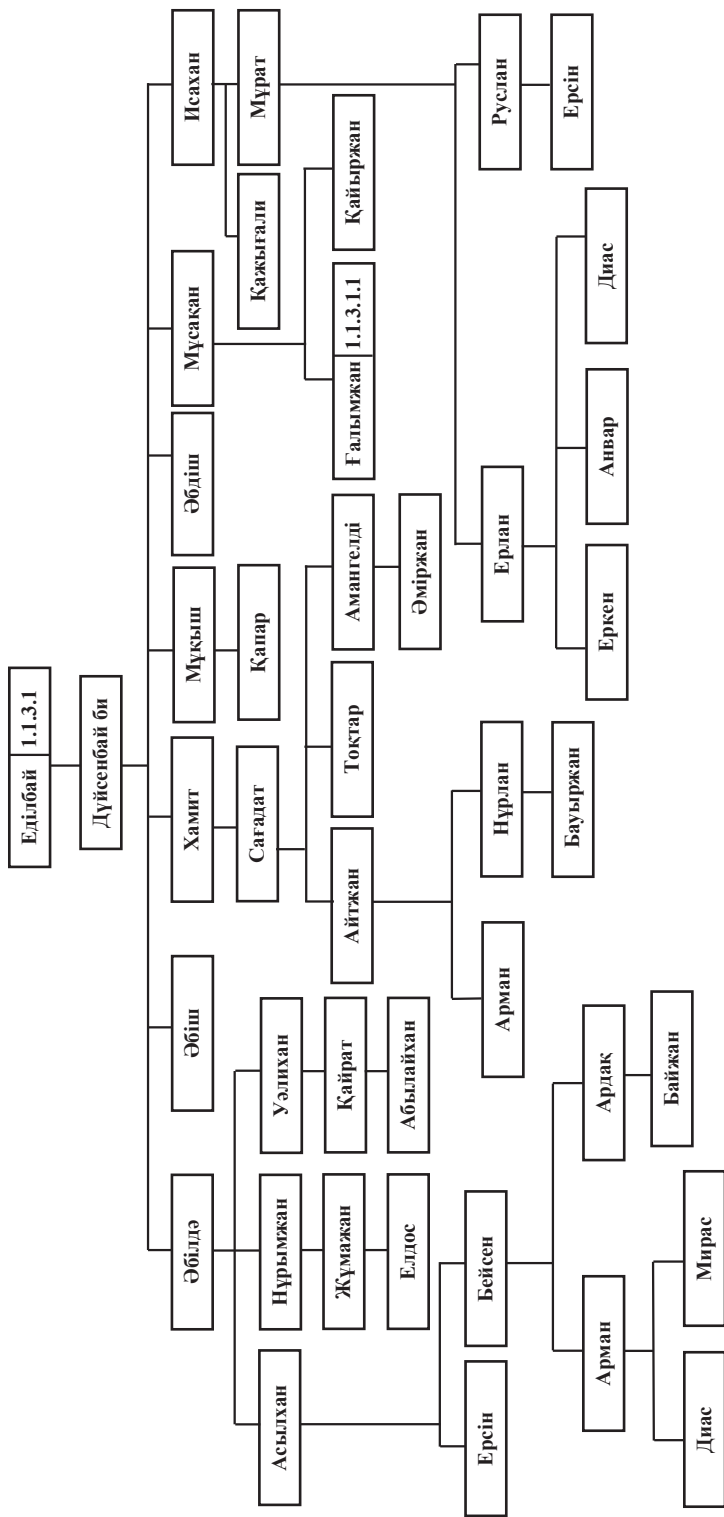 Еділбай 1.1.3.1
Дүйсенбай би
Әбілдә
Әбіш
Хамит
Мұқыш
Әбдіш
Мұсақан
Исахан
Сағадат
Қапар
Қажығали
Мұрат
Асылхан
Нұрымжан
Уәлихан
Айтжан
Тоқтар
Амангелді
Ғалымжан 1.1.3.1.1
Қайыржан
Жұмажан
Қайрат
Әміржан
Елдос
Абылайхан
Ерсін
Бейсен
Арман
Нұрлан
Ерлан
Руслан
Бауыржан
Еркен
Анвар
Диас
Ерсін
Арман
Ардақ
Байжан
Диас
Мирас